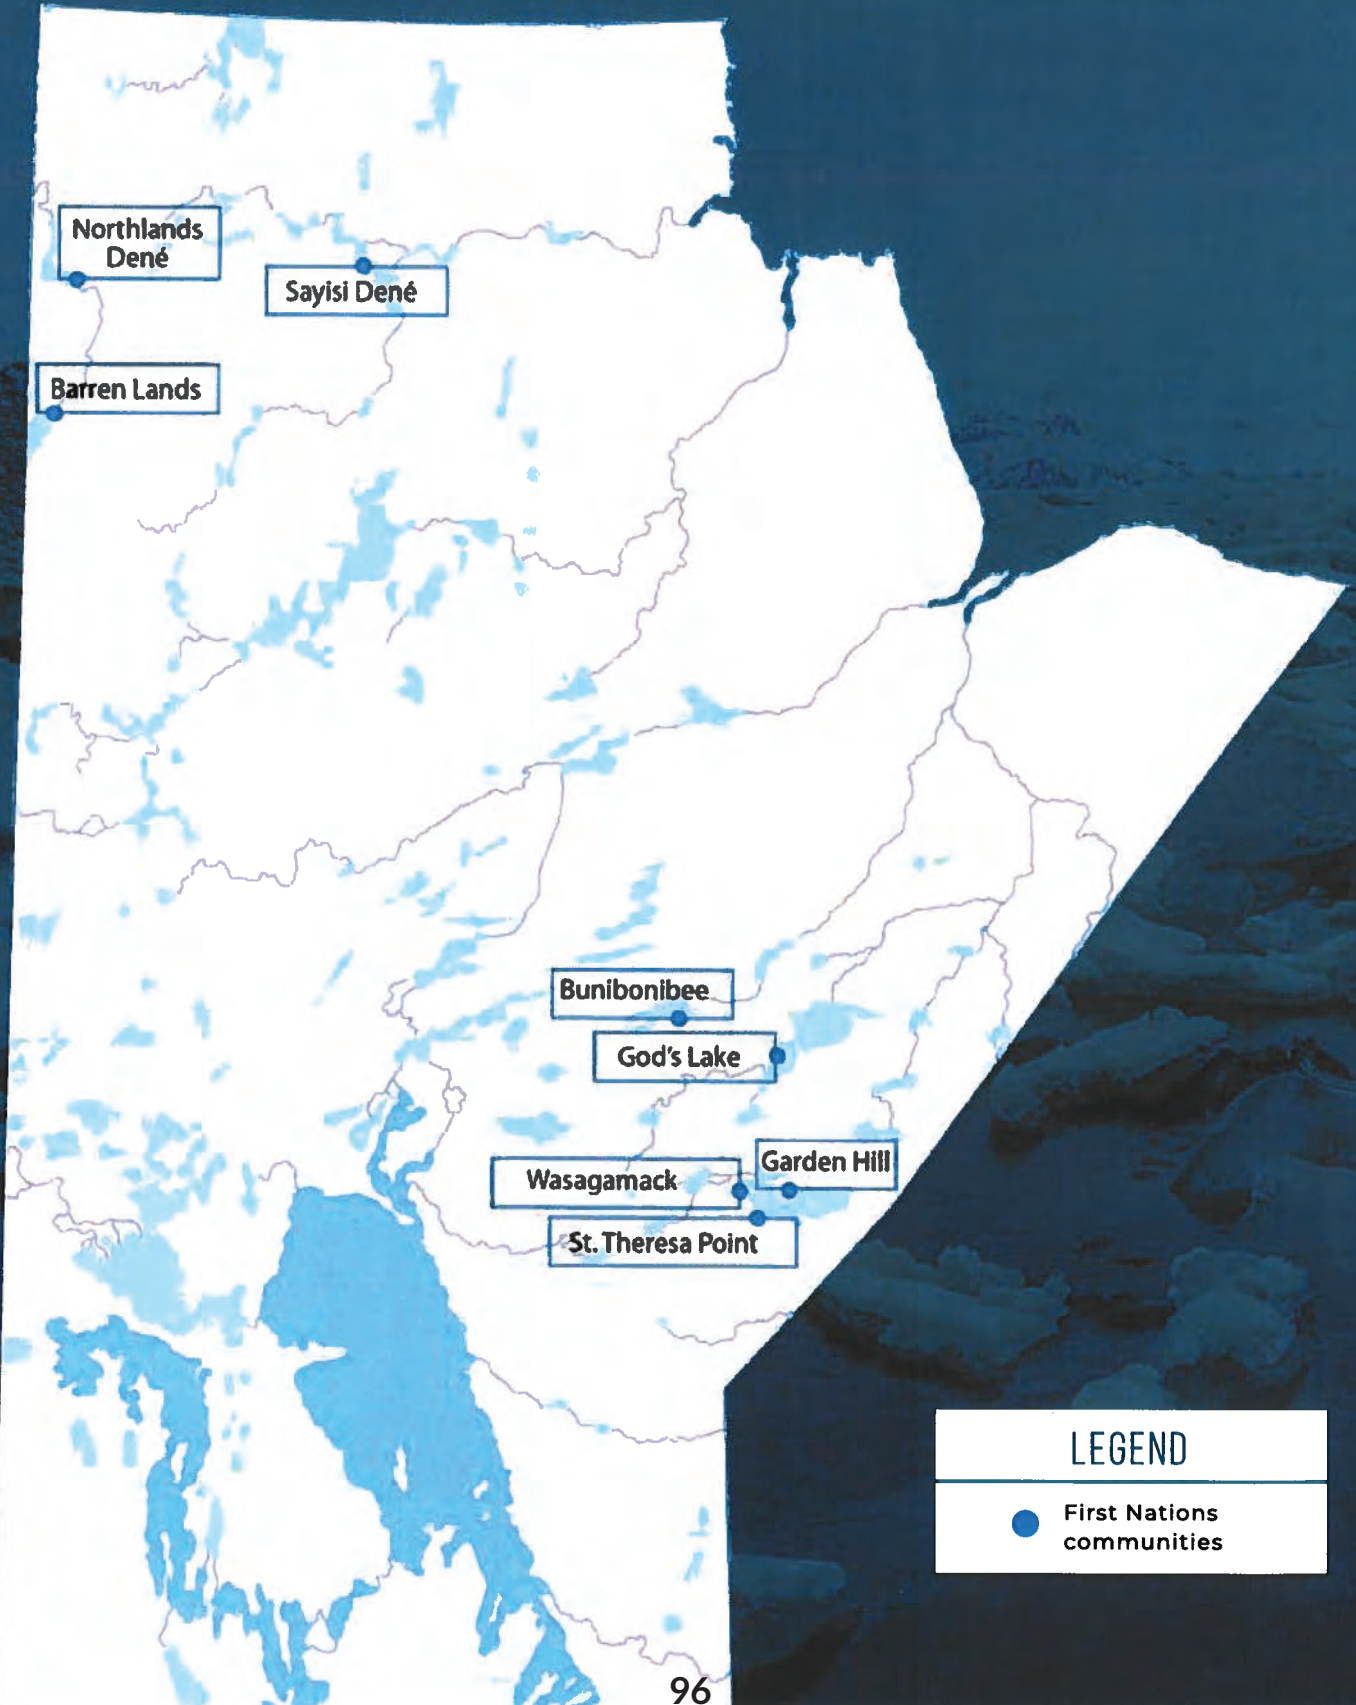 Northlands
Dené
Sayisi Dené
Barren Lands
Bunibonibee
God's Lake
Garden Hill
Wasagamack
St. Theresa Point
LEGEND
First Nations
communities
96